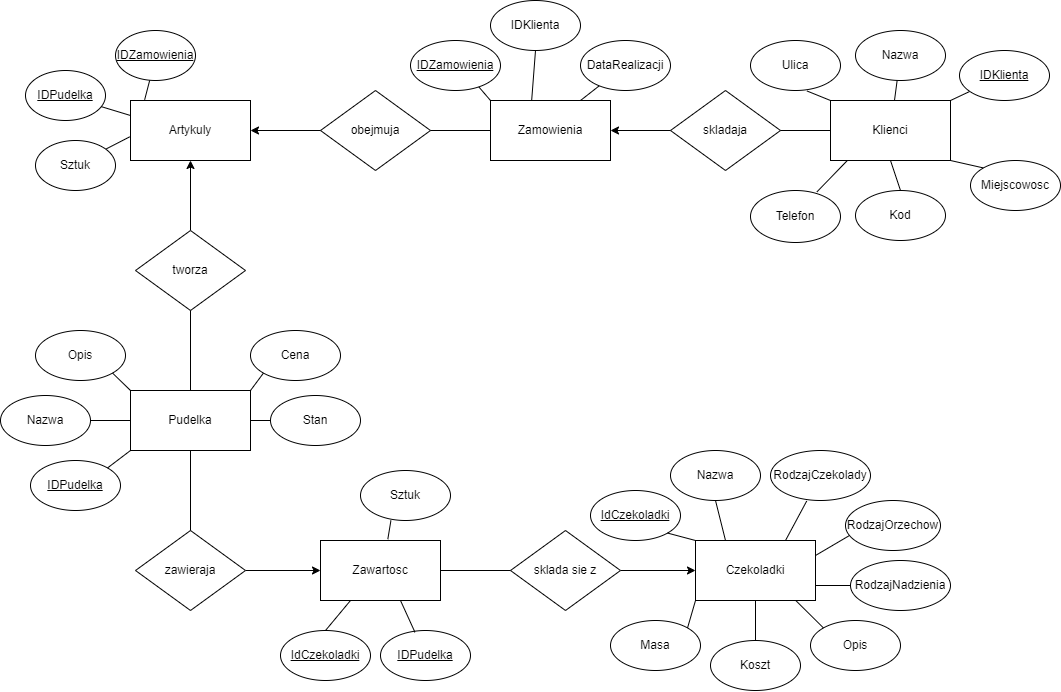 IDKlienta
IDZamowienia
Nazwa
IDZamowienia
DataRealizacji
Ulica
IDKlienta
IDPudelka
Artykuly
obejmuja
Zamowienia
skladaja
Klienci
Sztuk
Miejscowosc
Telefon
Kod
tworza
Opis
Cena
Nazwa
Pudelka
Stan
IDPudelka
Nazwa
RodzajCzekolady
Sztuk
IdCzekoladki
RodzajOrzechow
zawieraja
Zawartosc
sklada sie z
Czekoladki
RodzajNadzienia
IdCzekoladki
IDPudelka
Masa
Koszt
Opis